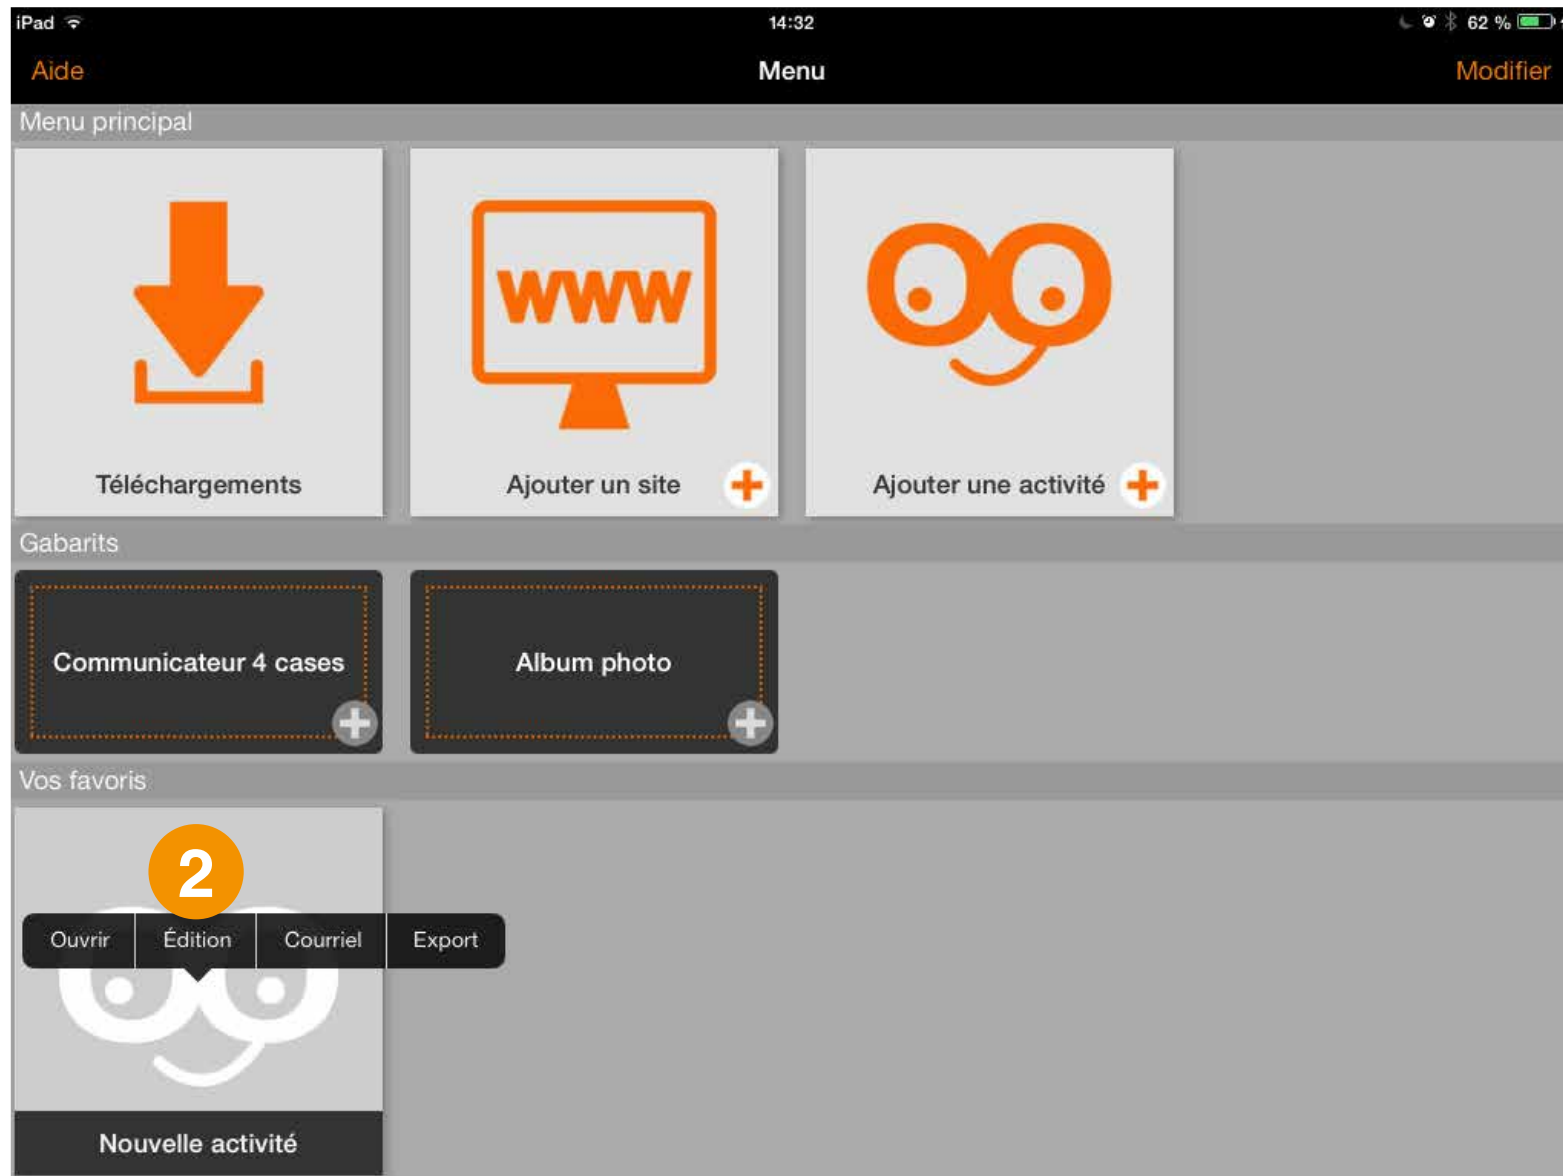 iPad 14:32 62 %
Aide Menu Modifier
Menu principal
www
Téléchargements Ajouter un site Ajouter une activité
Gabarits
Communicateur 4 cases Album photo
Vos favoris
2
Ouvrir Édition Courriel Export
Nouvelle activité